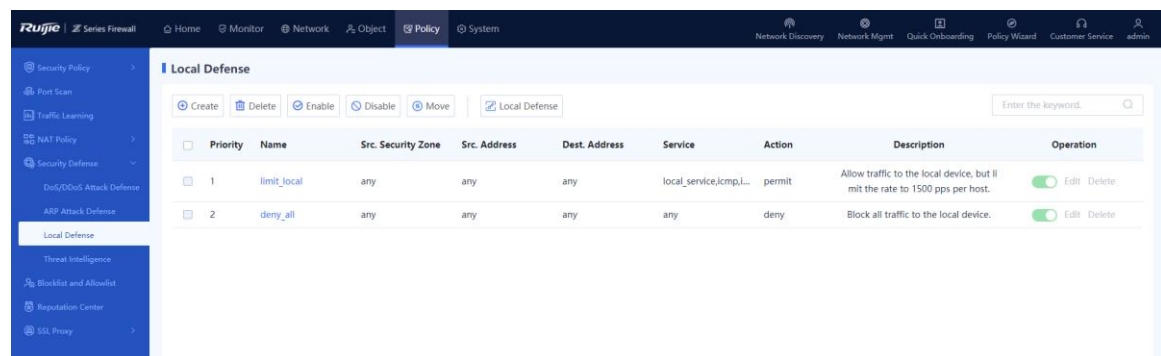 Ruijie | Z Series Firewall
Home Monitor Network Object Policy System
Network Discovery Network Mgmt Quick Onboarding Policy Wizard Customer Service admin
Security Policy
Port Scan
Traffic Learning
NAT Policy
Security Defense
DoS/DDoS Attack Defense
ARP Attack Defense
Local Defense
Threat Intelligence
Blocklist and Allowlist
Reputation Center
SSL Proxy
Local Defense
Create Delete Enable Disable Move Local Defense Enter the keyword.
Priority Name Src. Security Zone Src. Address Dest. Address Service Action Description Operation
1 limit_local any any any local_service,icmp,i... permit Allow traffic to the local device, but li
mit the rate to 1500 pps per host. Edit Delete
2 deny_all any any any any deny Block all traffic to the local device. Edit Delete